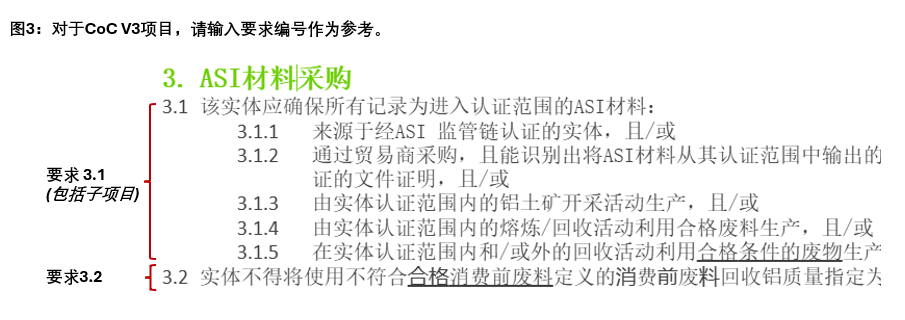 图3：对于CoC V3项目，请输入要求编号作为参考。
3. ASI材料采购
3.1 该实体应确保所有记录为进入认证范围的ASI材料：
3.1.1 来源于经ASI 监管链认证的实体，且/或
3.1.2 通过贸易商采购，且能识别出将ASI材料从其认证范围中输出的
证的文件证明，且/或
要求 3.1
(包括子项目)
3.1.3 由实体认证范围内的铝土矿开采活动生产，且/或
3.1.4 由实体认证范围内的熔炼/回收活动利用合格废料生产，且/或
3.1.5 在实体认证范围内和/或外的回收活动利用合格条件的废物生产
要求3.2
3.2 实体不得将使用不符合合格消费前废料定义的消费前废料回收铝质量指定为